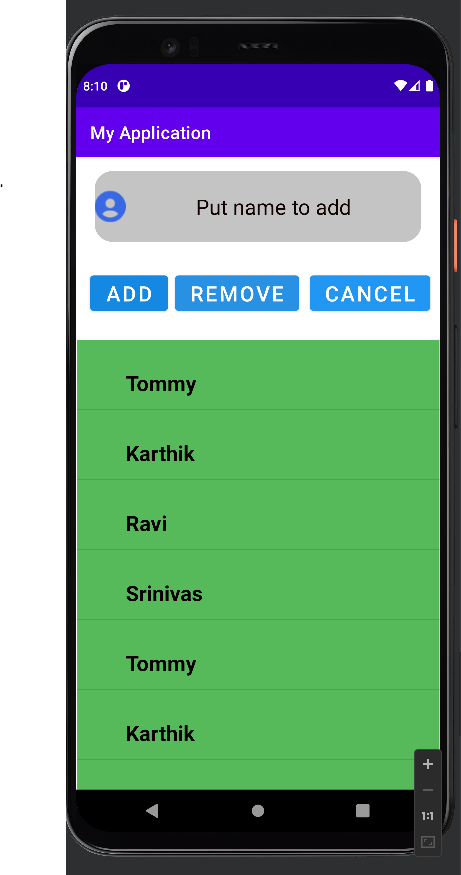 8:10
My Application
Put name to add
ADD REMOVE CANCEL
Tommy
Karthik
Ravi
Srinivas
Tommy
Karthik
1:1